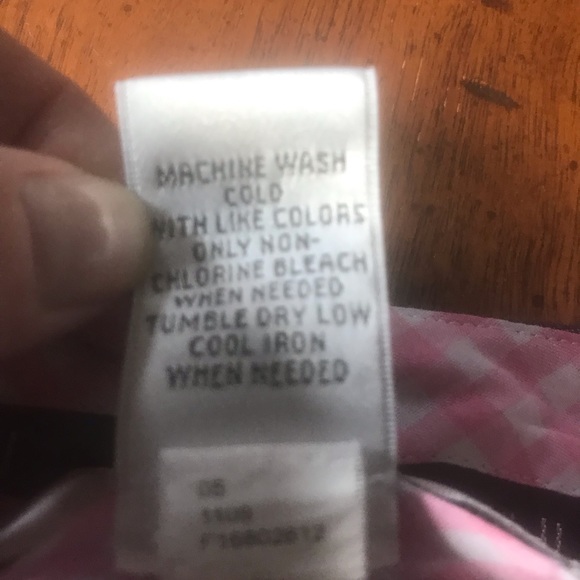 MACHINE WASH
COLD
WITH LIKE COLORS
ONLY NON-
CHLORINE BLEACH
WHEN NEEDED
TUMBLE DRY LOW
COOL IRON
WHEN NEEDED